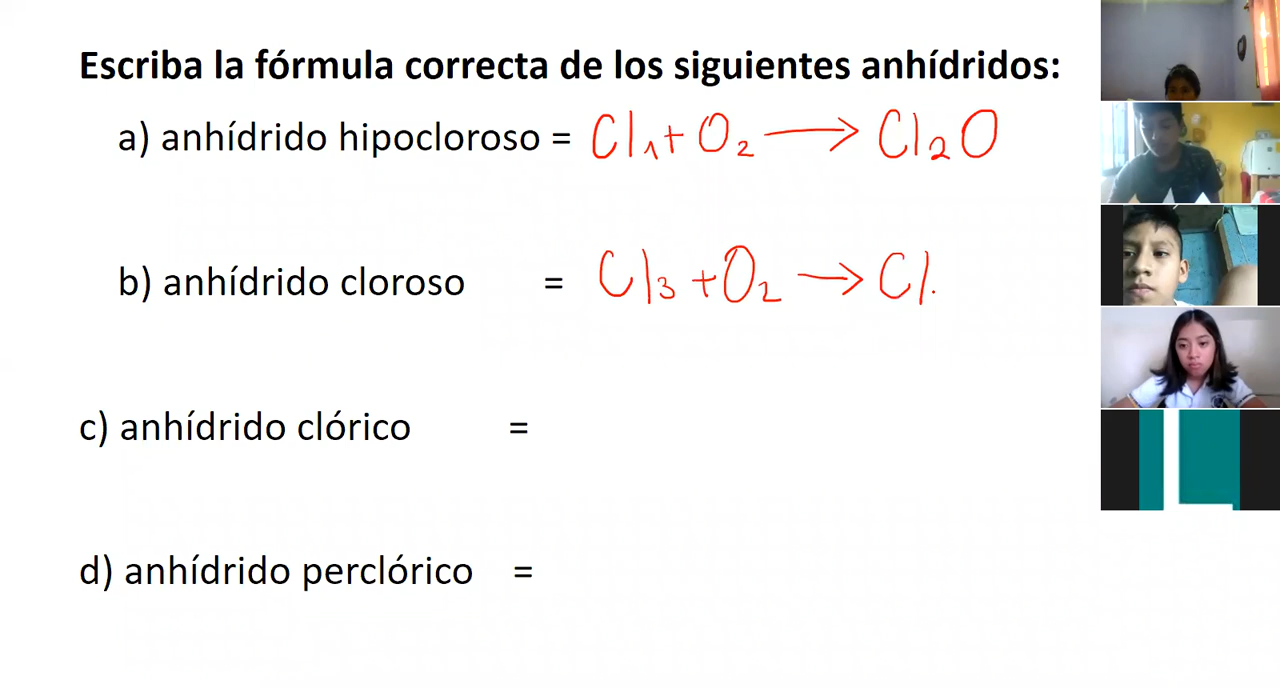 Escriba la fórmula correcta de los siguientes anhídridos:
a) anhídrido hipocloroso = Cl₁ + O₂ → Cl₂O
b) anhídrido cloroso = Cl₃ + O₂ → Cl
c) anhídrido clórico =
d) anhídrido perclórico =